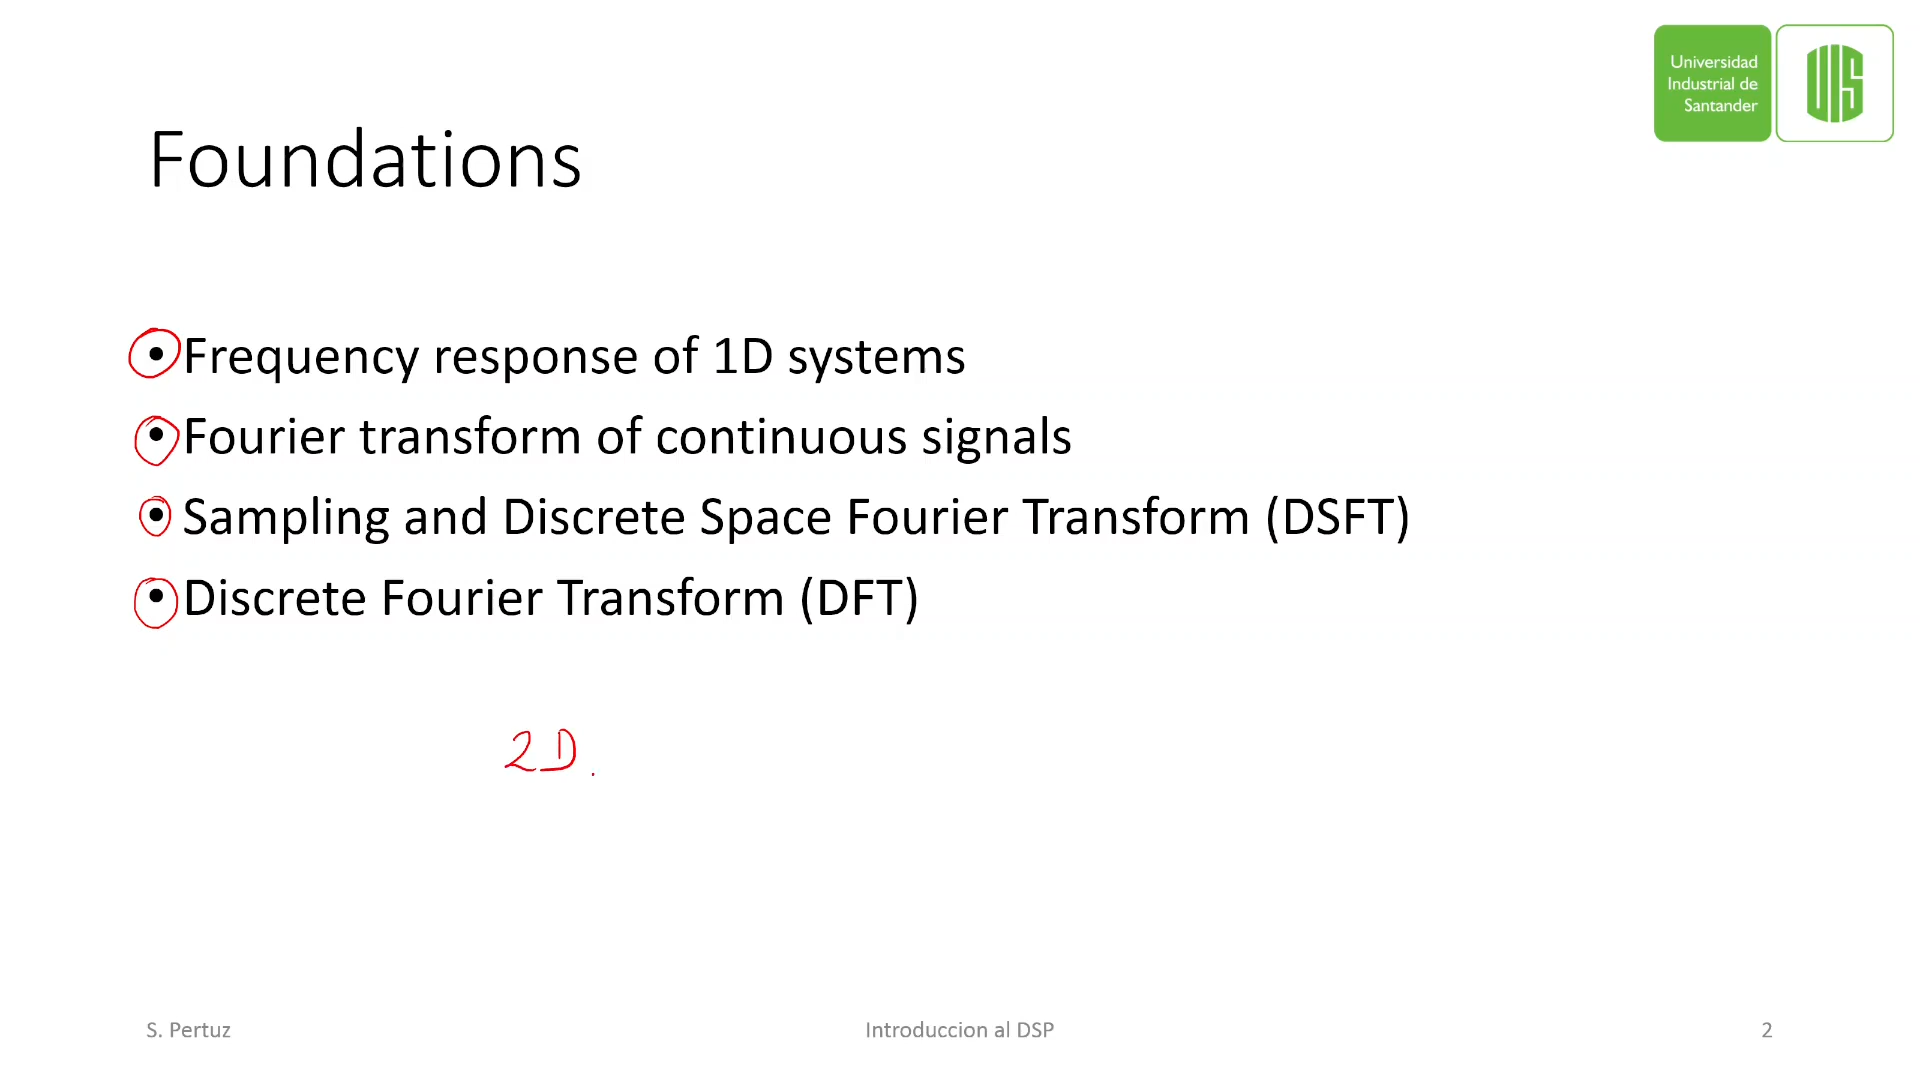 Universidad
Industrial de
Santander
UIS
Foundations
• Frequency response of 1D systems
• Fourier transform of continuous signals
• Sampling and Discrete Space Fourier Transform (DSFT)
• Discrete Fourier Transform (DFT)
2D.
S. Pertuz
Introduccion al DSP
2